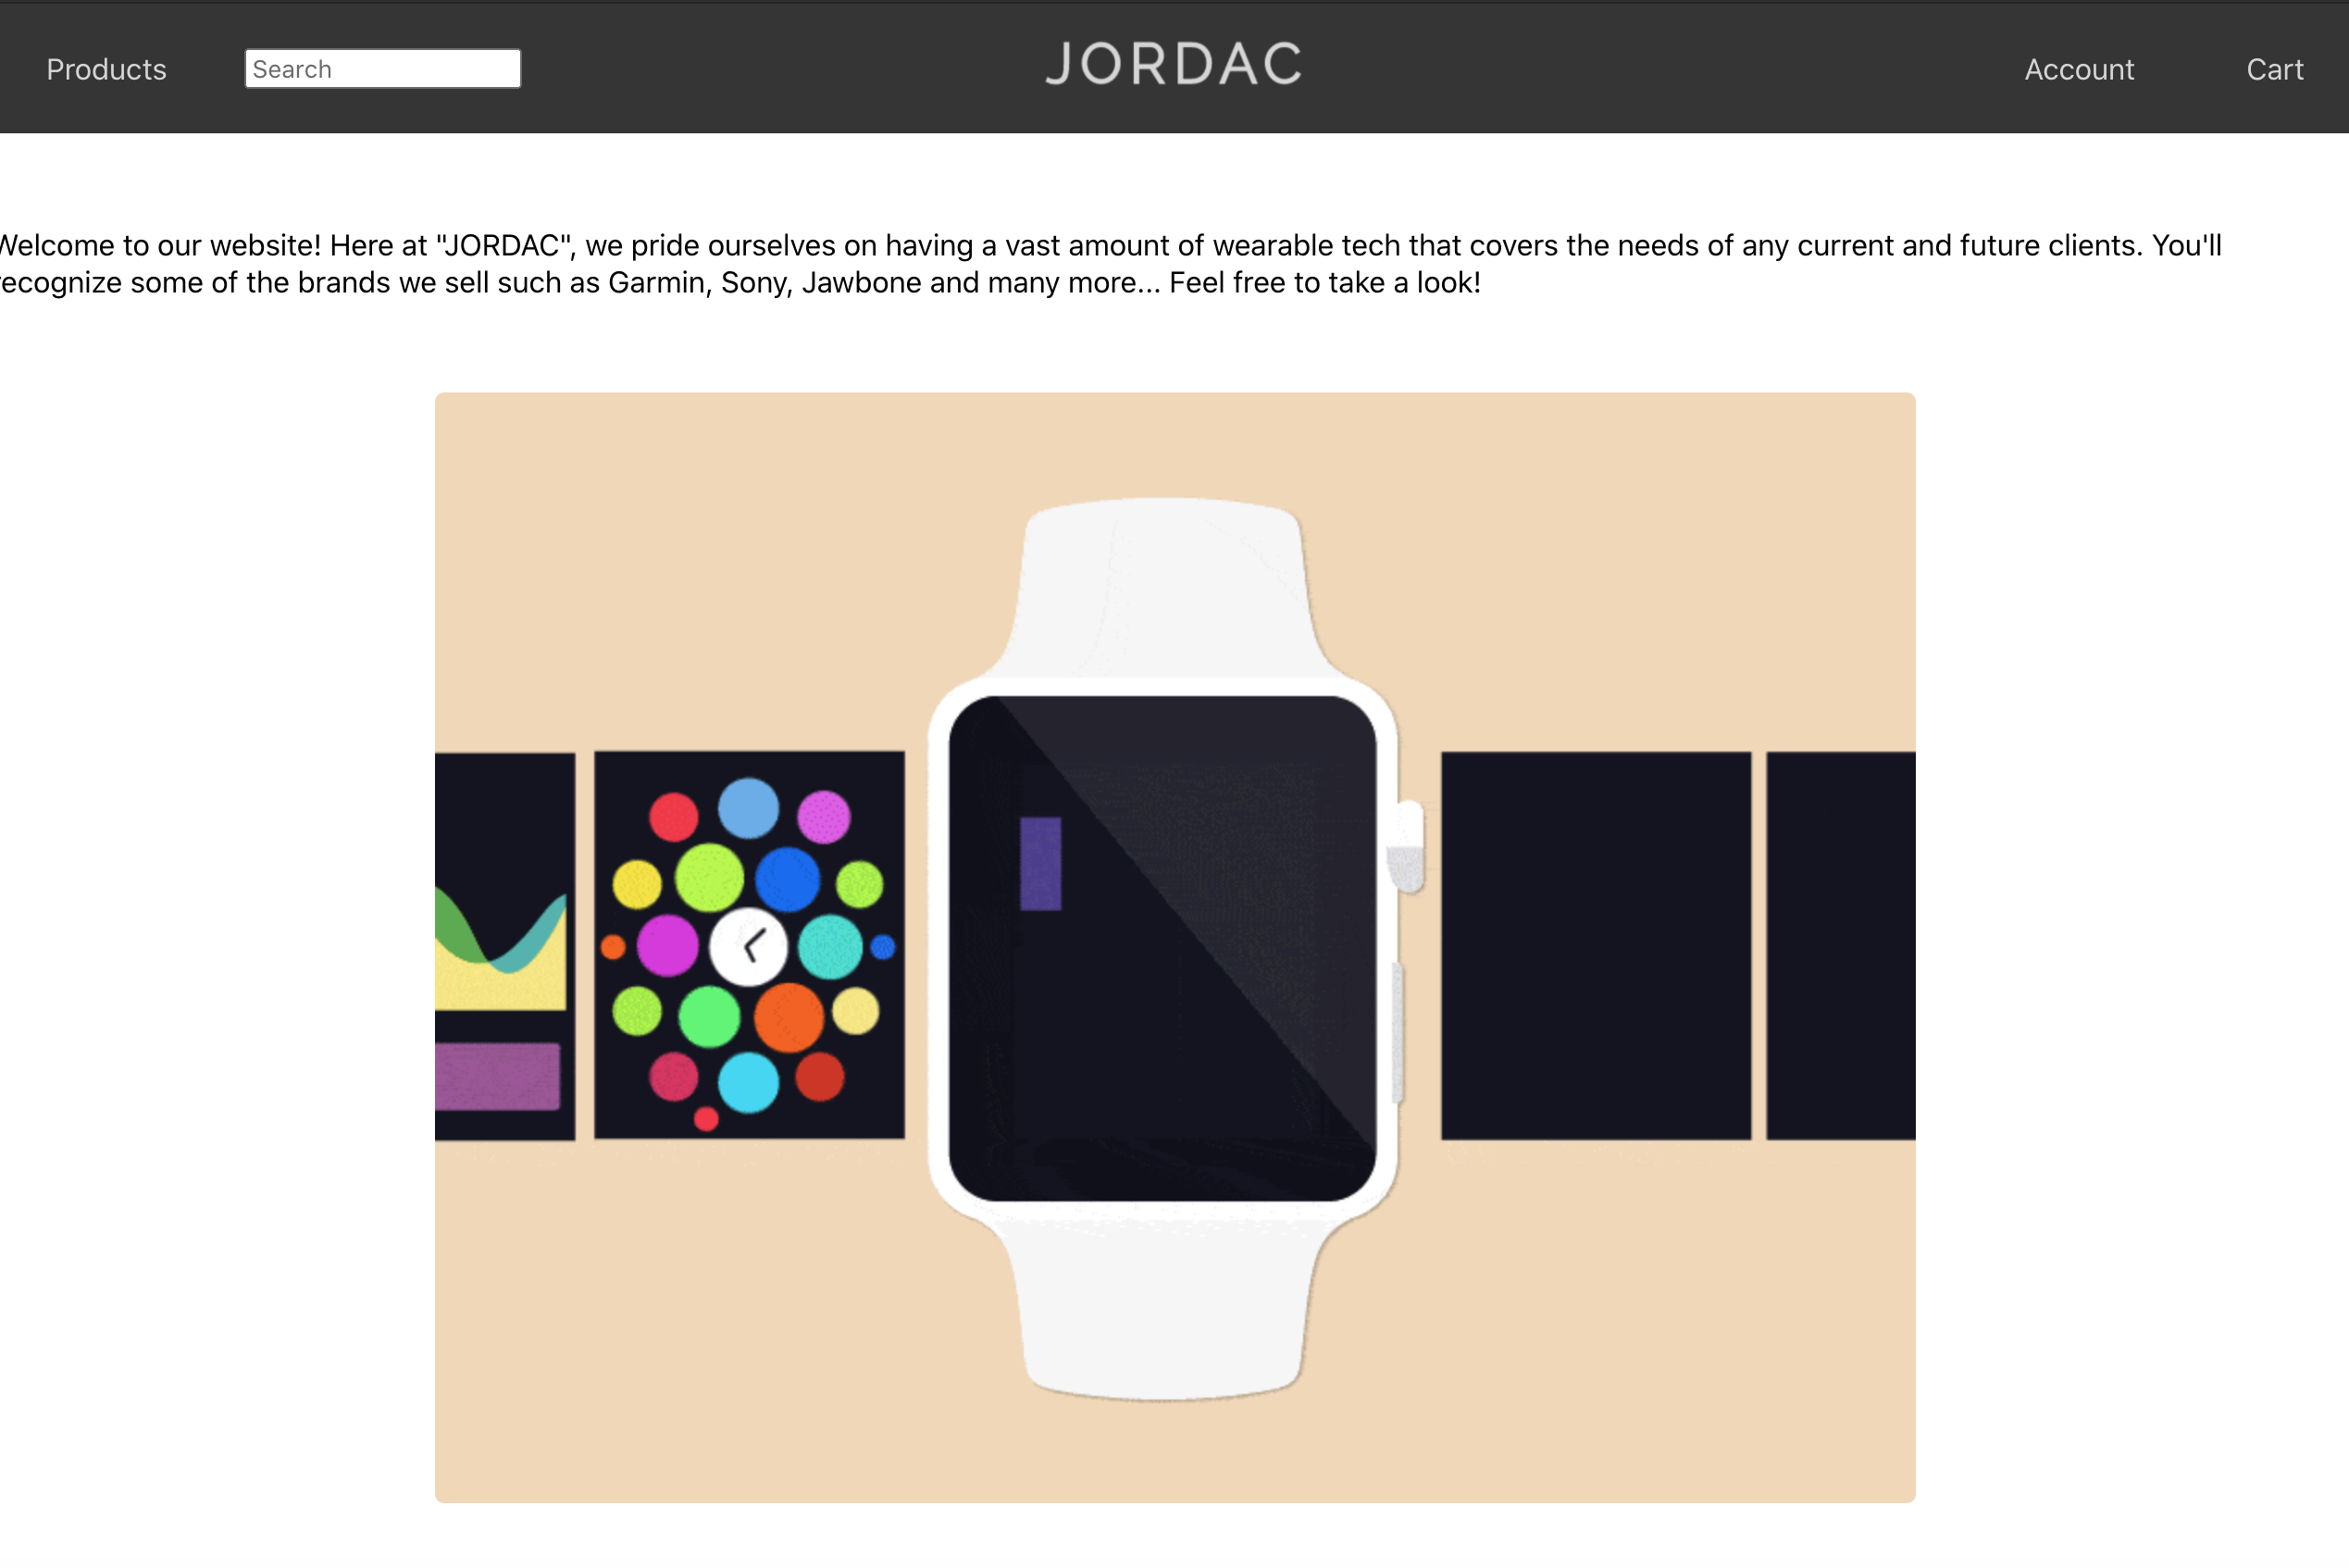 Products Search JORDAC Account Cart
Welcome to our website! Here at "JORDAC", we pride ourselves on having a vast amount of wearable tech that covers the needs of any current and future clients. You'll
recognize some of the brands we sell such as Garmin, Sony, Jawbone and many more... Feel free to take a look!